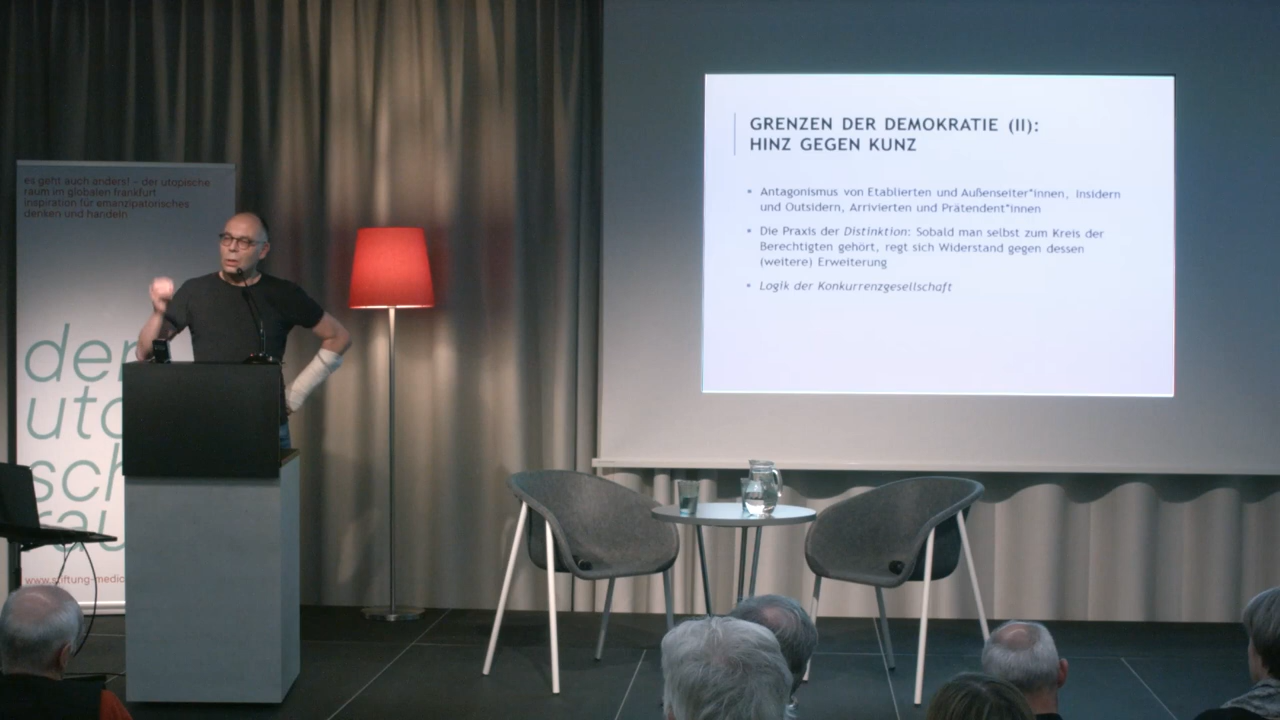 es geht auch anders! – der utopische
raum im globalen frankfurt
inspiration für emanzipatorisches
denken und handeln
der
uto
sch
rau
www.stiftung-medic
GRENZEN DER DEMOKRATIE (II):
HINZ GEGEN KUNZ
• Antagonismus von Etablierten und Außenseiter*innen, Insidern
und Outsidern, Arrivierten und Prätendent*innen
• Die Praxis der Distinktion: Sobald man selbst zum Kreis der
Berechtigten gehört, regt sich Widerstand gegen dessen
(weitere) Erweiterung
• Logik der Konkurrenzgesellschaft